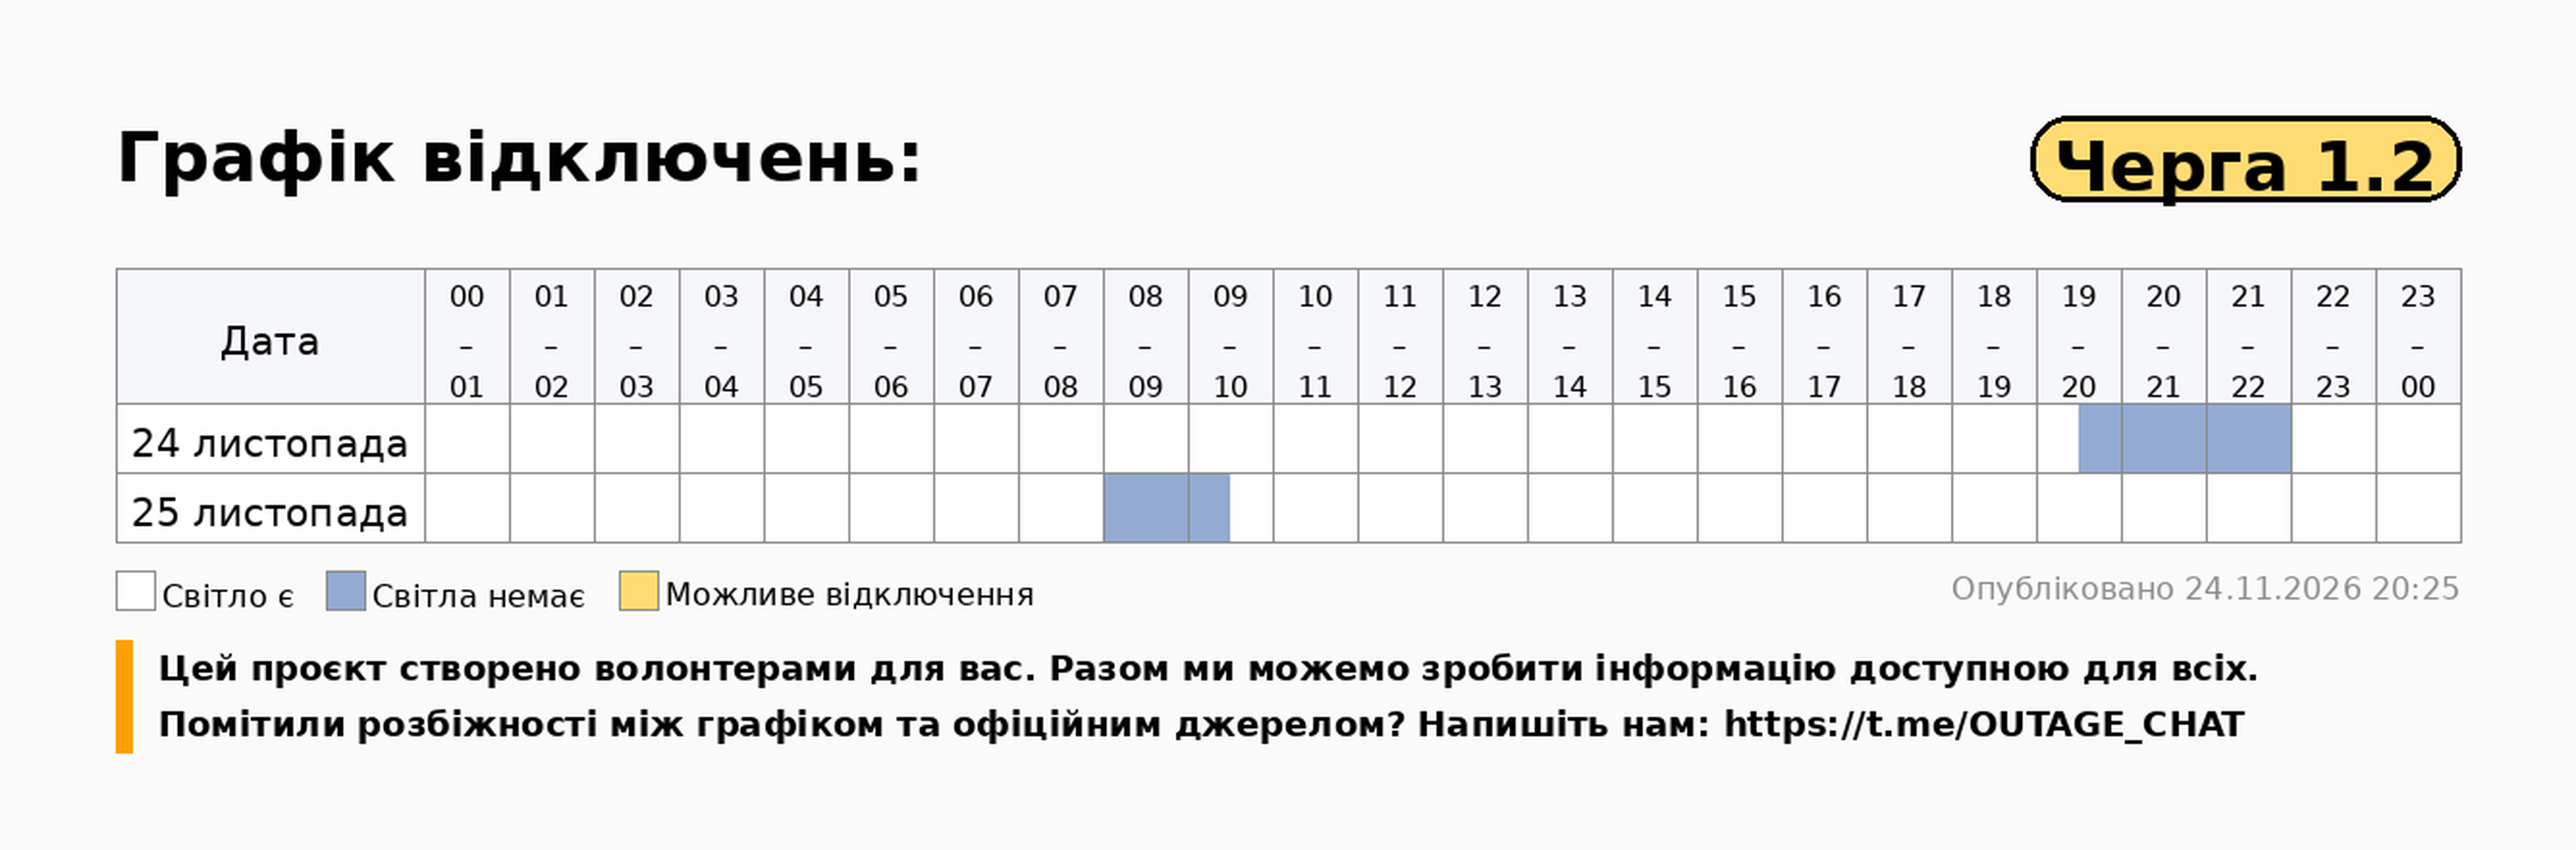 Графік відключень:
Черга 1.2
Дата 00 – 01 01 – 02 02 – 03 03 – 04 04 – 05 05 – 06 06 – 07 07 – 08 08 – 09 09 – 10 10 – 11 11 – 12 12 – 13 13 – 14 14 – 15 15 – 16 16 – 17 17 – 18 18 – 19 19 – 20 20 – 21 21 – 22 22 – 23 23 – 00
24 листопада
25 листопада
Світло є Світла немає Можливе відключення
Опубліковано 24.11.2026 20:25
Цей проєкт створено волонтерами для вас. Разом ми можемо зробити інформацію доступною для всіх.
Помітили розбіжності між графіком та офіційним джерелом? Напишіть нам: https://t.me/OUTAGE_CHAT